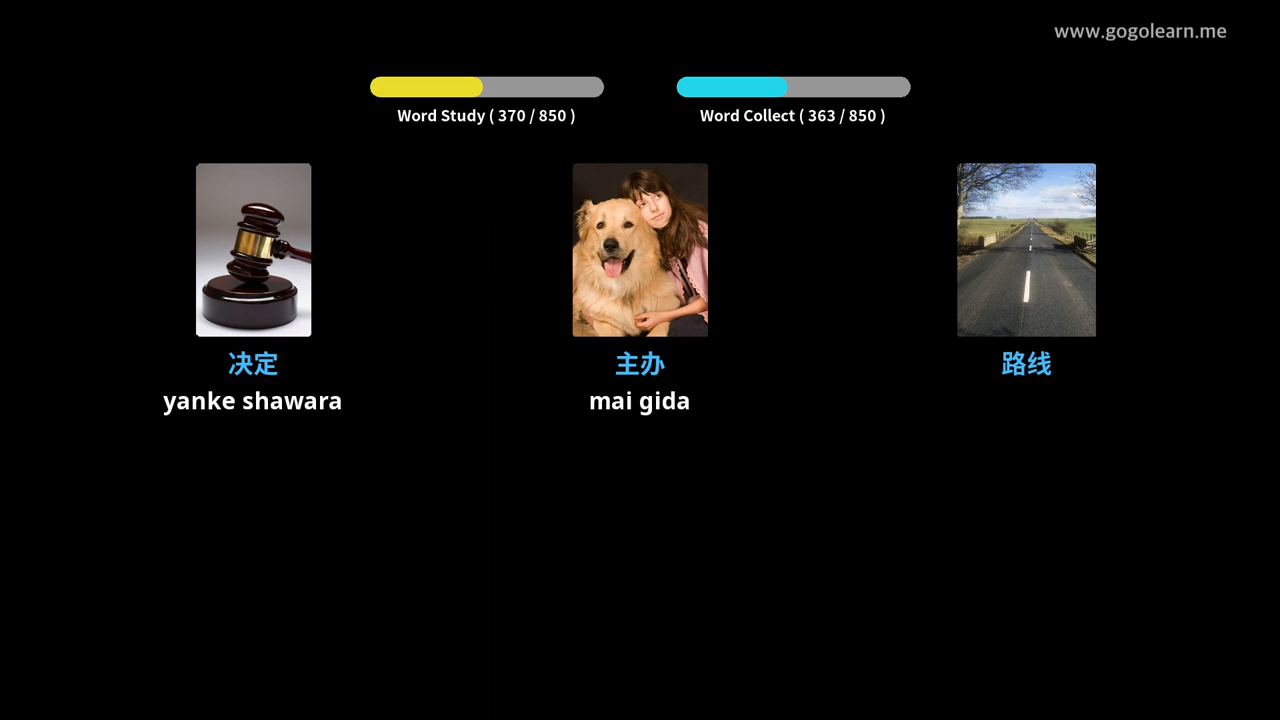 www.gogolearn.me
Word Study ( 370 / 850 )
Word Collect ( 363 / 850 )
决定
主办
路线
yanke shawara
mai gida